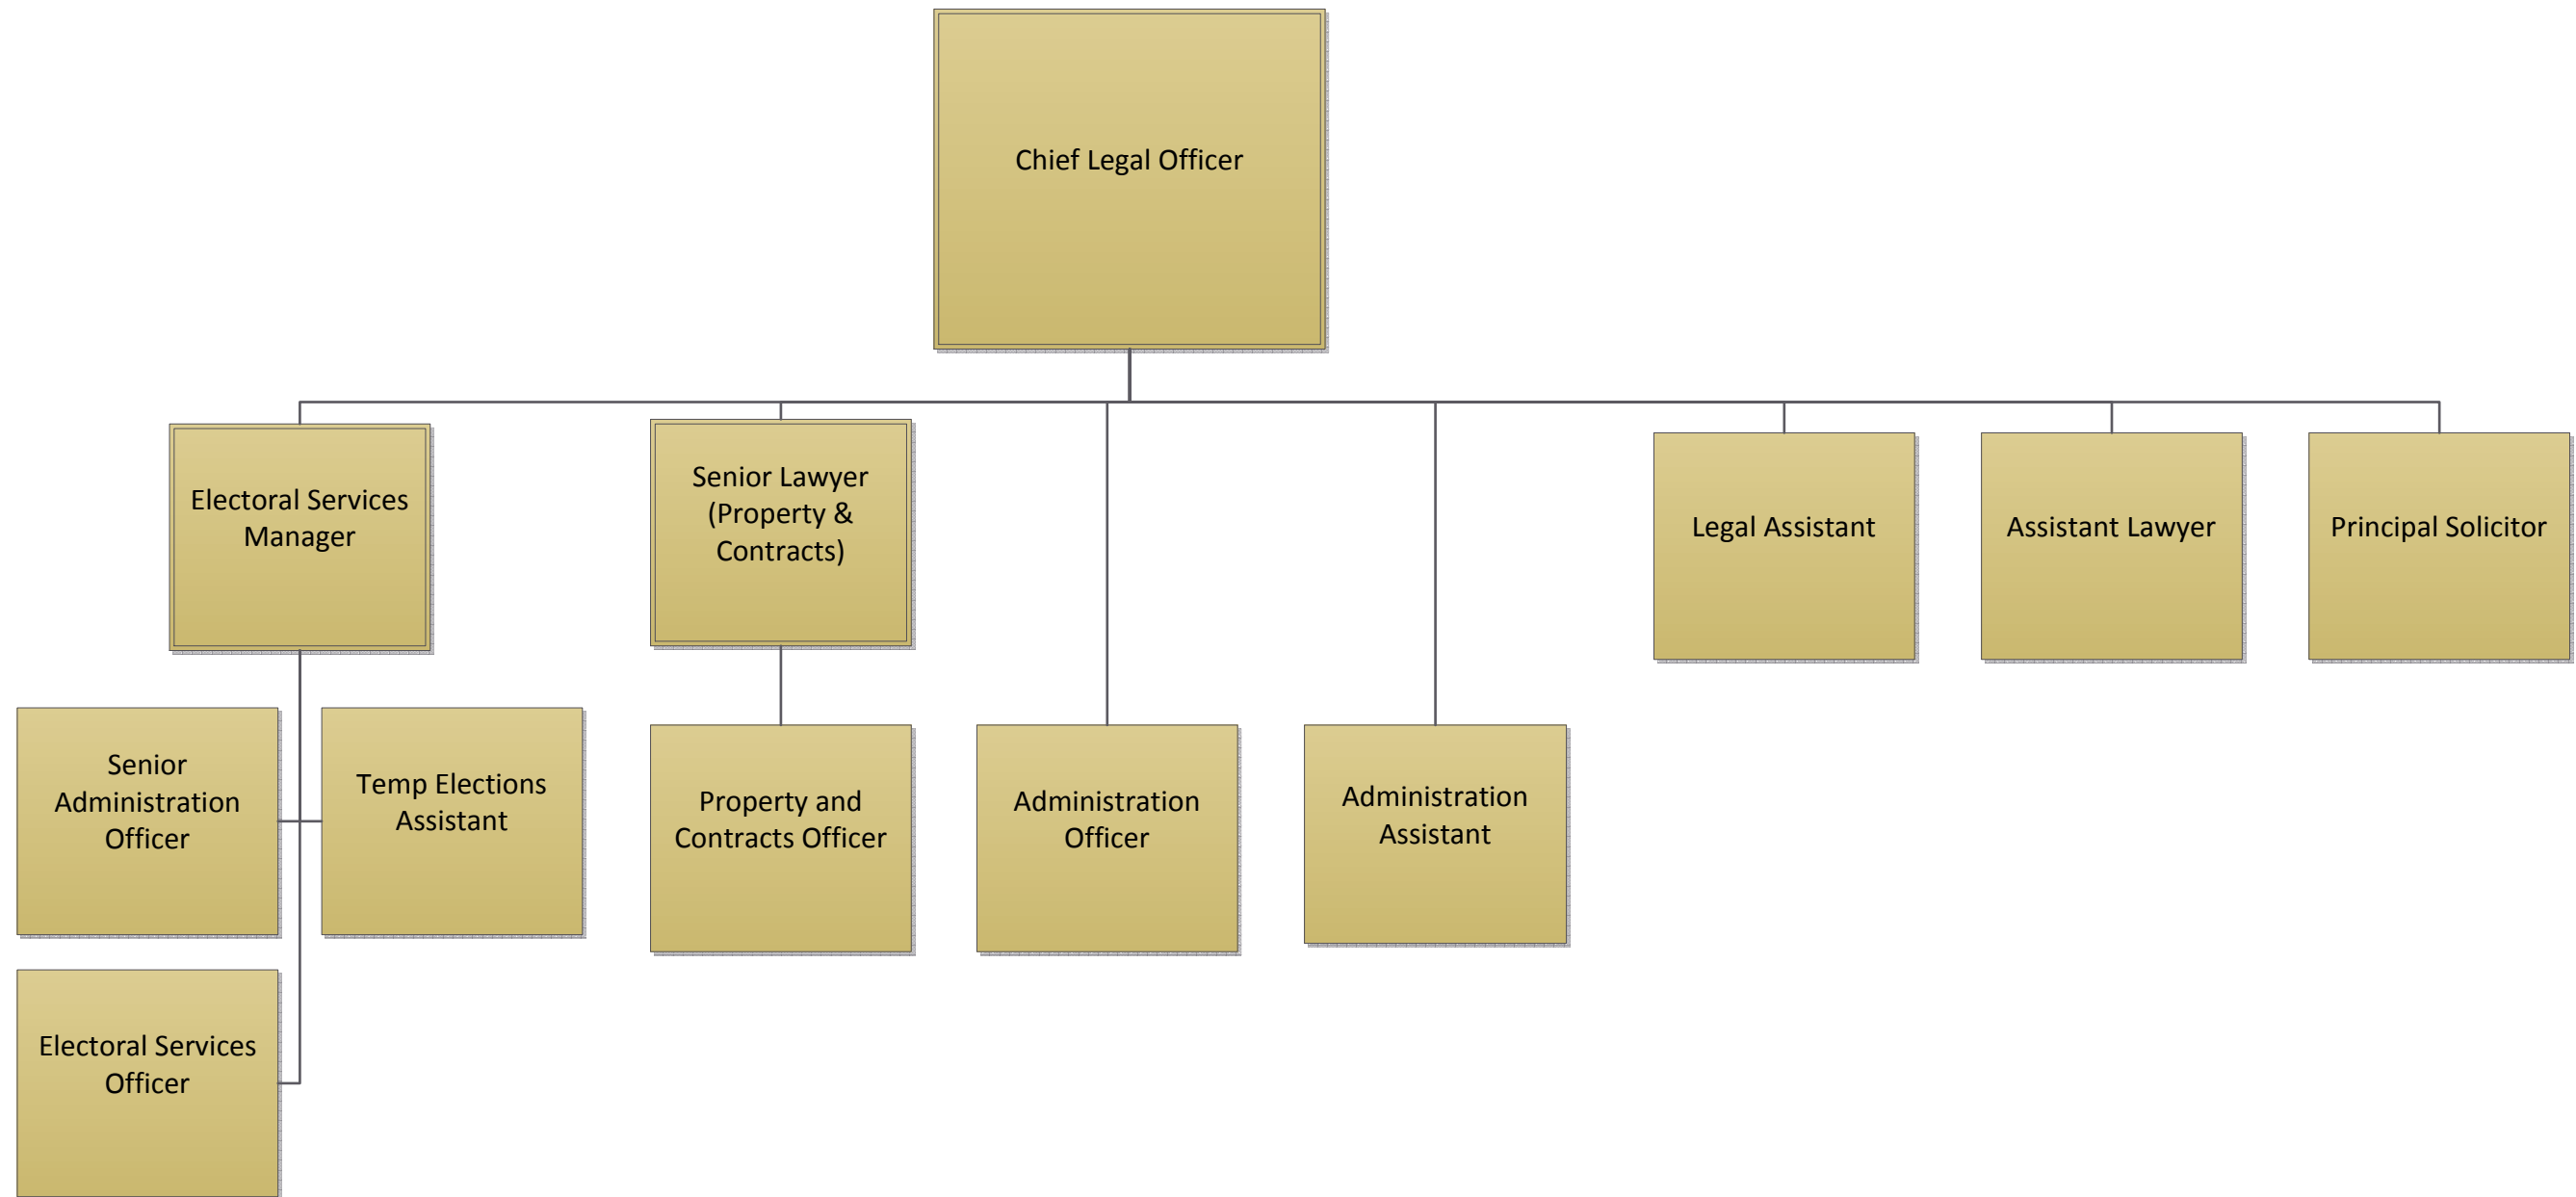 Chief Legal Officer
Electoral Services
Manager
Senior Lawyer
(Property &
Contracts)
Legal Assistant
Assistant Lawyer
Principal Solicitor
Senior
Administration
Officer
Temp Elections
Assistant
Property and
Contracts Officer
Administration
Officer
Administration
Assistant
Electoral Services
Officer